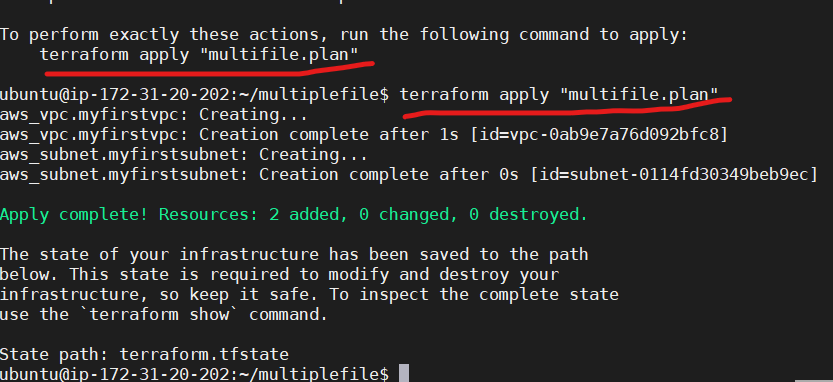 To perform exactly these actions, run the following command to apply:
    terraform apply "multifile.plan"
ubuntu@ip-172-31-20-202:~/multiplefile$ terraform apply "multifile.plan"
aws_vpc.myfirstvpc: Creating...
aws_vpc.myfirstvpc: Creation complete after 1s [id=vpc-0ab9e7a76d092bfc8]
aws_subnet.myfirstsubnet: Creating...
aws_subnet.myfirstsubnet: Creation complete after 0s [id=subnet-0114fd30349beb9ec]
Apply complete! Resources: 2 added, 0 changed, 0 destroyed.
The state of your infrastructure has been saved to the path
below. This state is required to modify and destroy your
infrastructure, so keep it safe. To inspect the complete state
use the `terraform show` command.
State path: terraform.tfstate
ubuntu@ip-172-31-20-202:~/multiplefile$